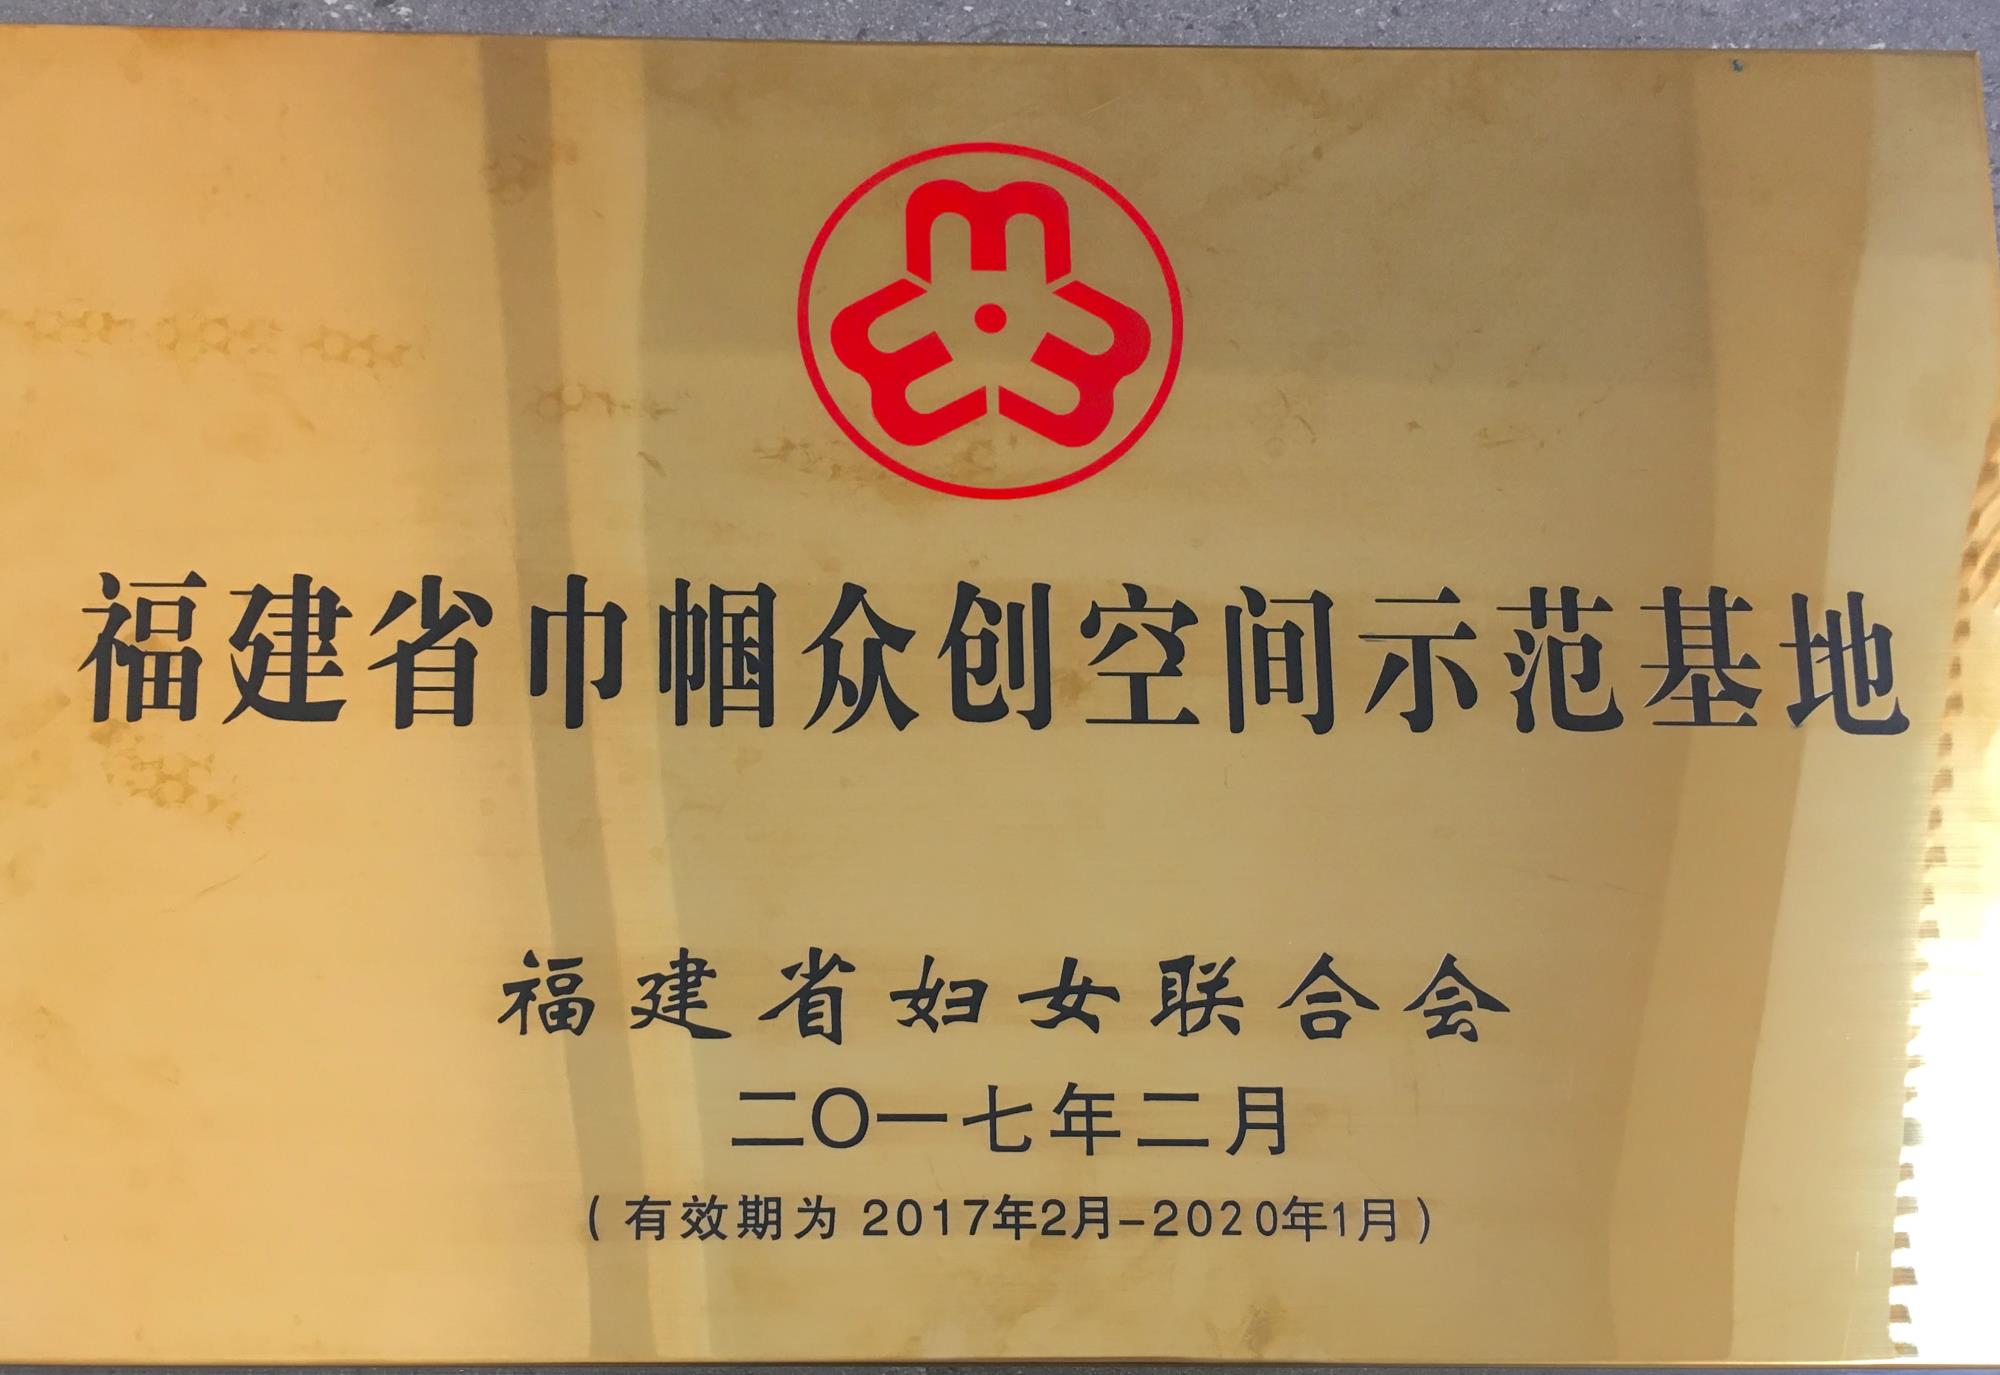 福建省巾帼众创空间示范基地
福建省妇女联合会
二〇一七年二月
（有效期为 2017年2月-2020年1月）